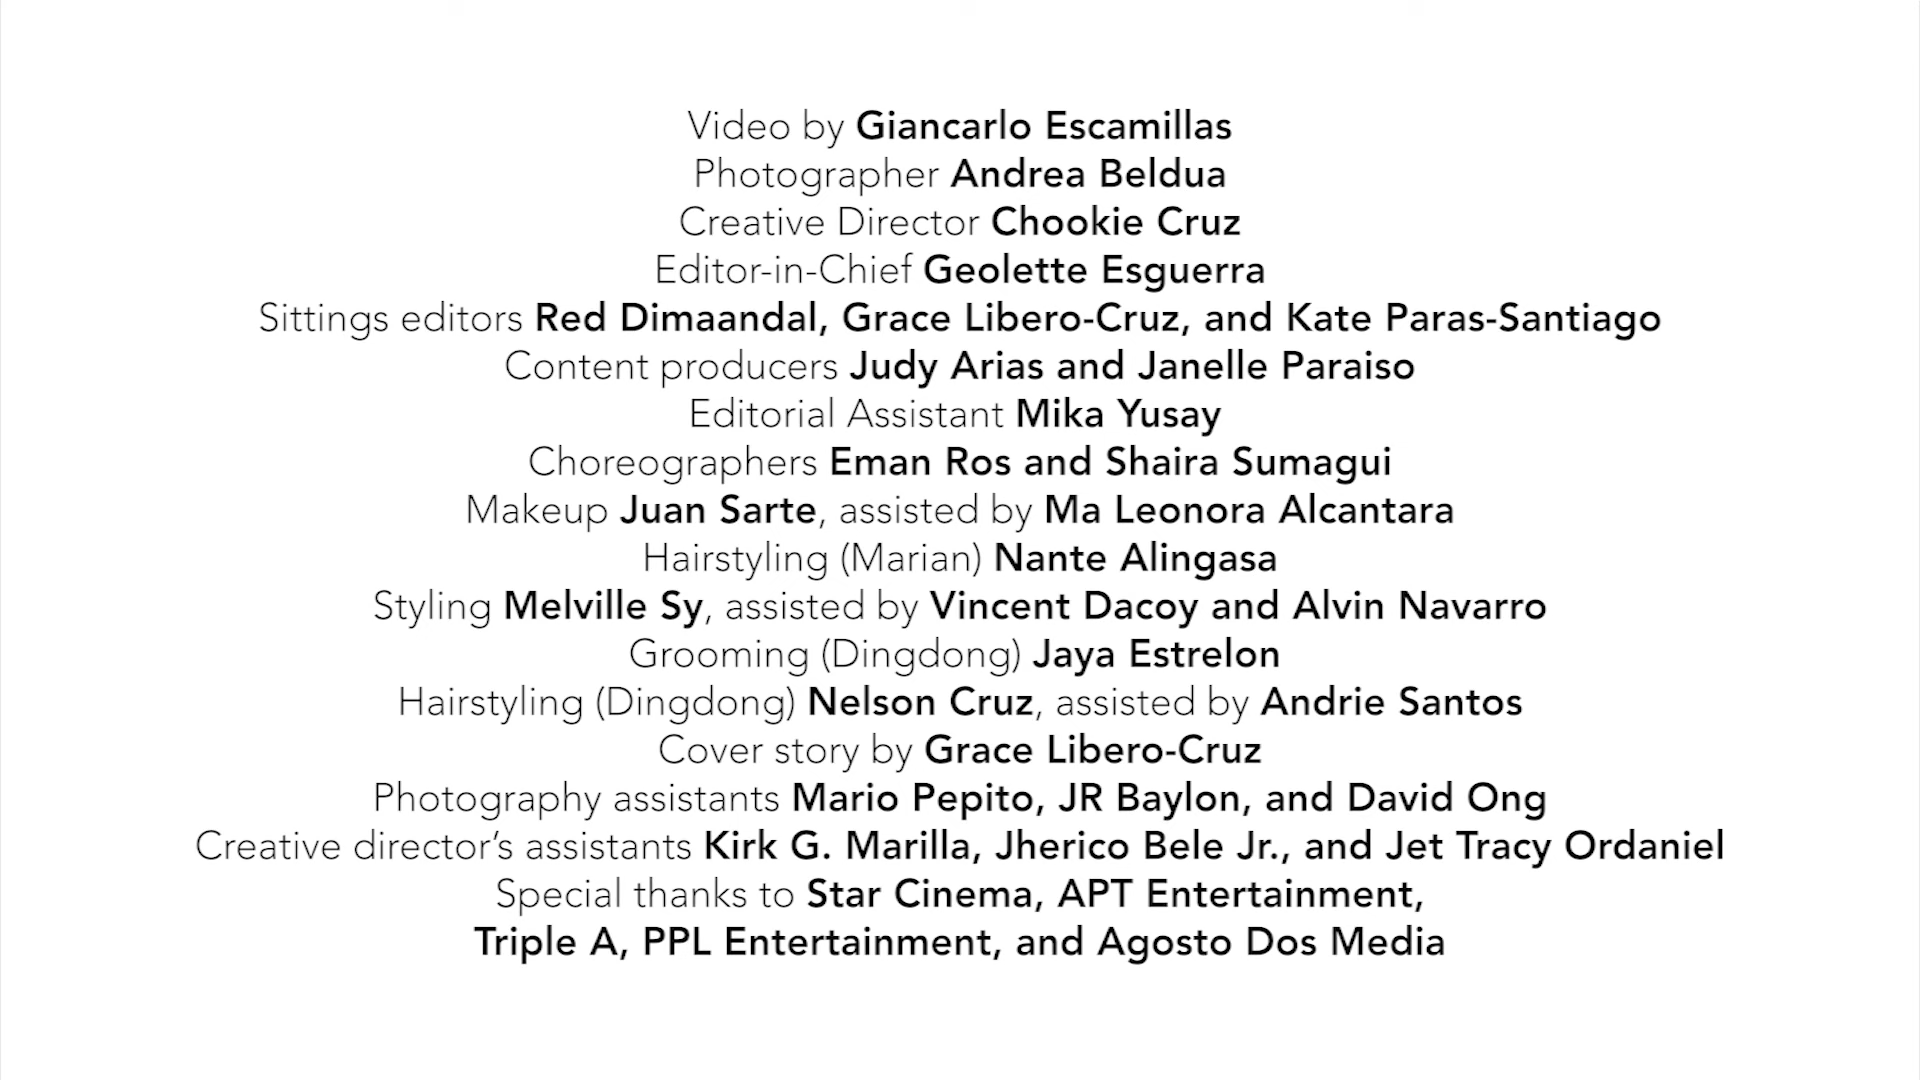 Video by Giancarlo Escamillas
Photographer Andrea Beldua
Creative Director Chookie Cruz
Editor-in-Chief Geolette Esguerra
Sittings editors Red Dimaandal, Grace Libero-Cruz, and Kate Paras-Santiago
Content producers Judy Arias and Janelle Paraiso
Editorial Assistant Mika Yusay
Choreographers Eman Ros and Shaira Sumagui
Makeup Juan Sarte, assisted by Ma Leonora Alcantara
Hairstyling (Marian) Nante Alingasa
Styling Melville Sy, assisted by Vincent Dacoy and Alvin Navarro
Grooming (Dingdong) Jaya Estrelon
Hairstyling (Dingdong) Nelson Cruz, assisted by Andrie Santos
Cover story by Grace Libero-Cruz
Photography assistants Mario Pepito, JR Baylon, and David Ong
Creative director’s assistants Kirk G. Marilla, Jherico Bele Jr., and Jet Tracy Ordaniel
Special thanks to Star Cinema, APT Entertainment,
Triple A, PPL Entertainment, and Agosto Dos Media